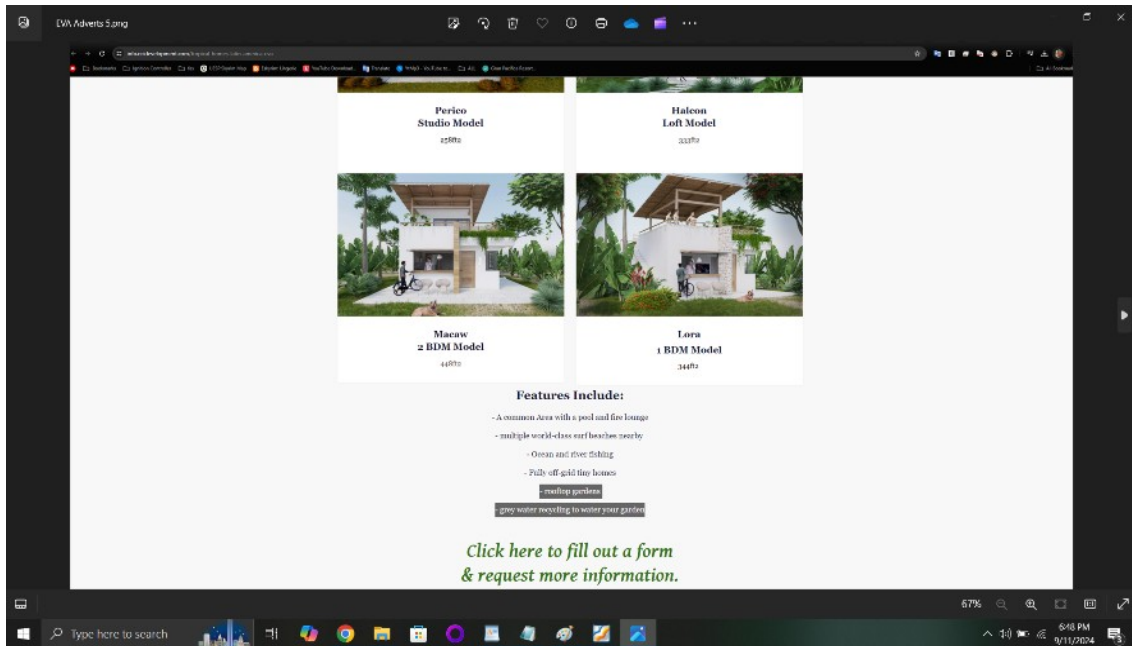 EVA Adverts 5.png
Perico
Studio Model
258ft2
Halcon
Loft Model
333ft2
Macaw
2 BDM Model
448ft2
Lora
1 BDM Model
344ft2
Features Include:
- A common Area with a pool and fire lounge
- multiple world-class surf beaches nearby
- Ocean and river fishing
- Fully off-grid tiny homes
- rooftop gardens
- grey water recycling to water your garden
Click here to fill out a form
& request more information.
67%
Type here to search
6:48 PM
9/11/2024